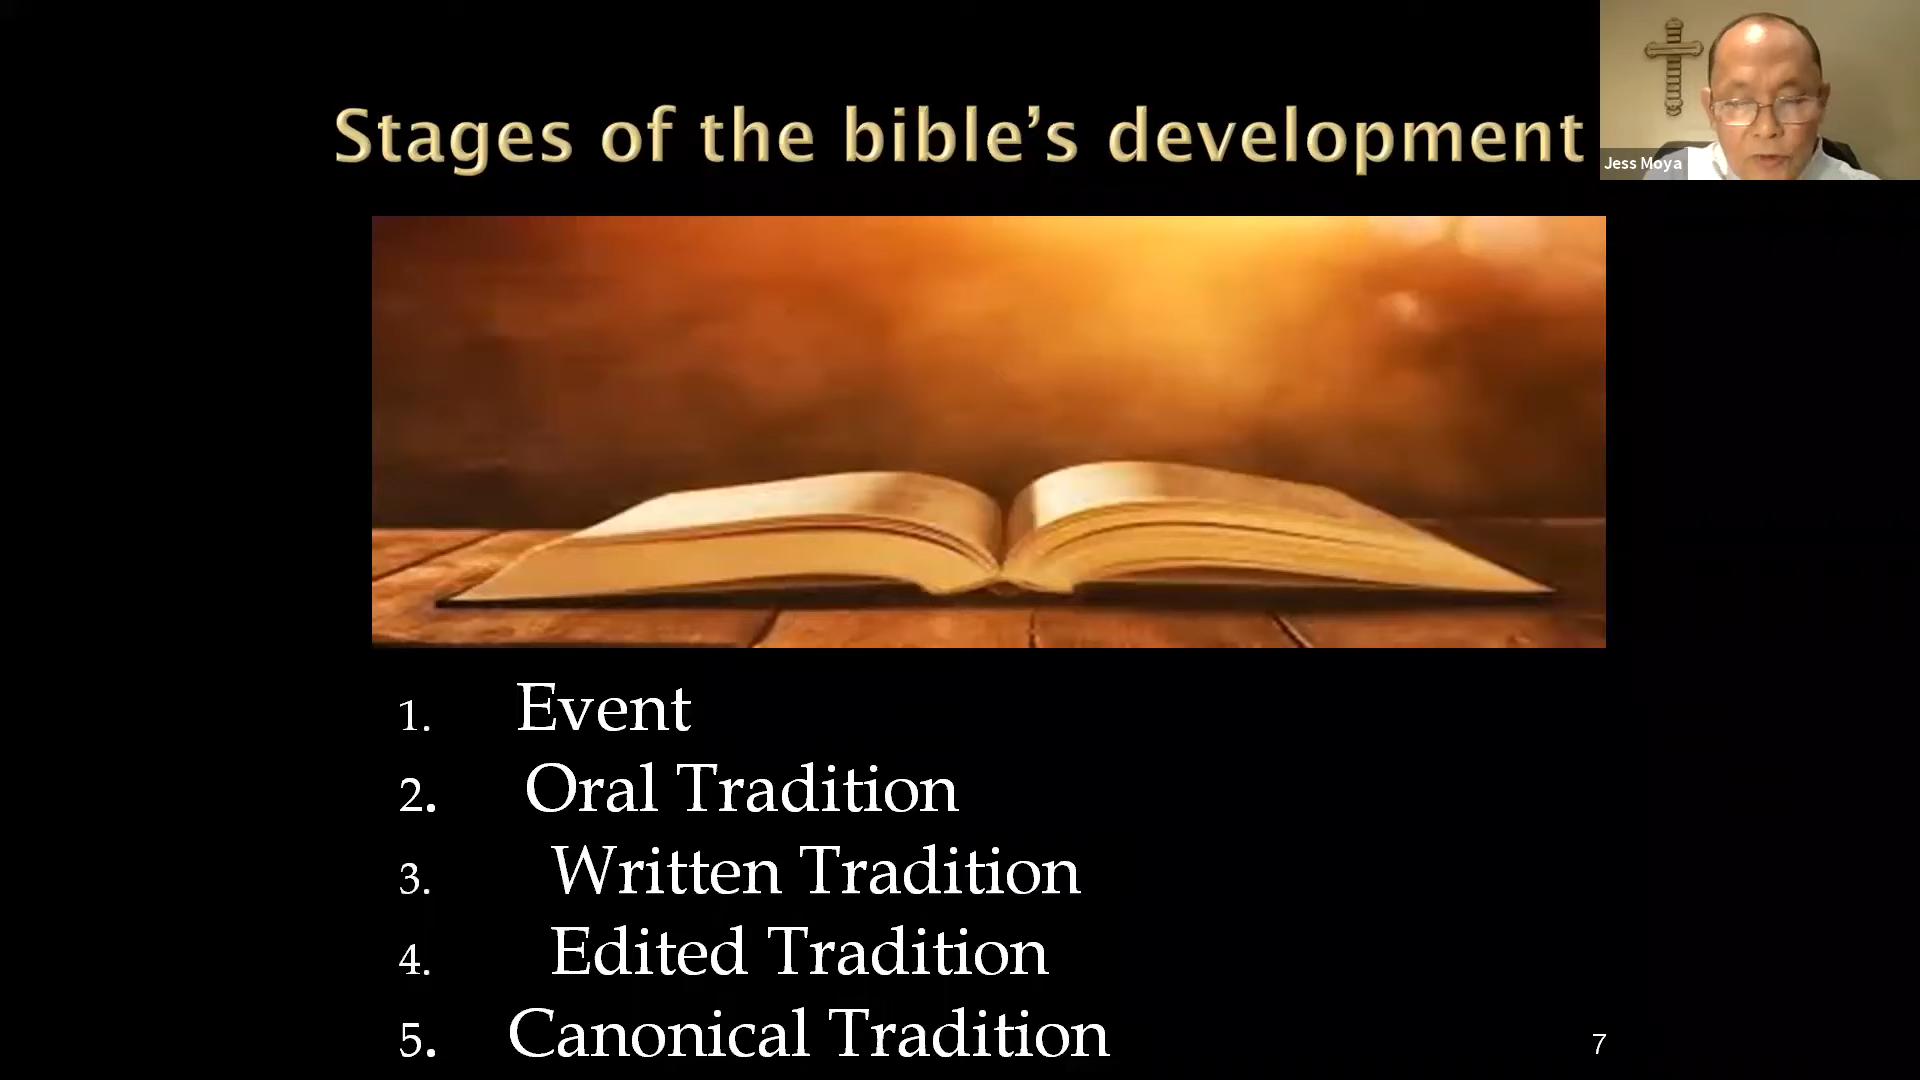 Stages of the bible’s development
Jess Moya
1. Event
2. Oral Tradition
3. Written Tradition
4. Edited Tradition
5. Canonical Tradition
7